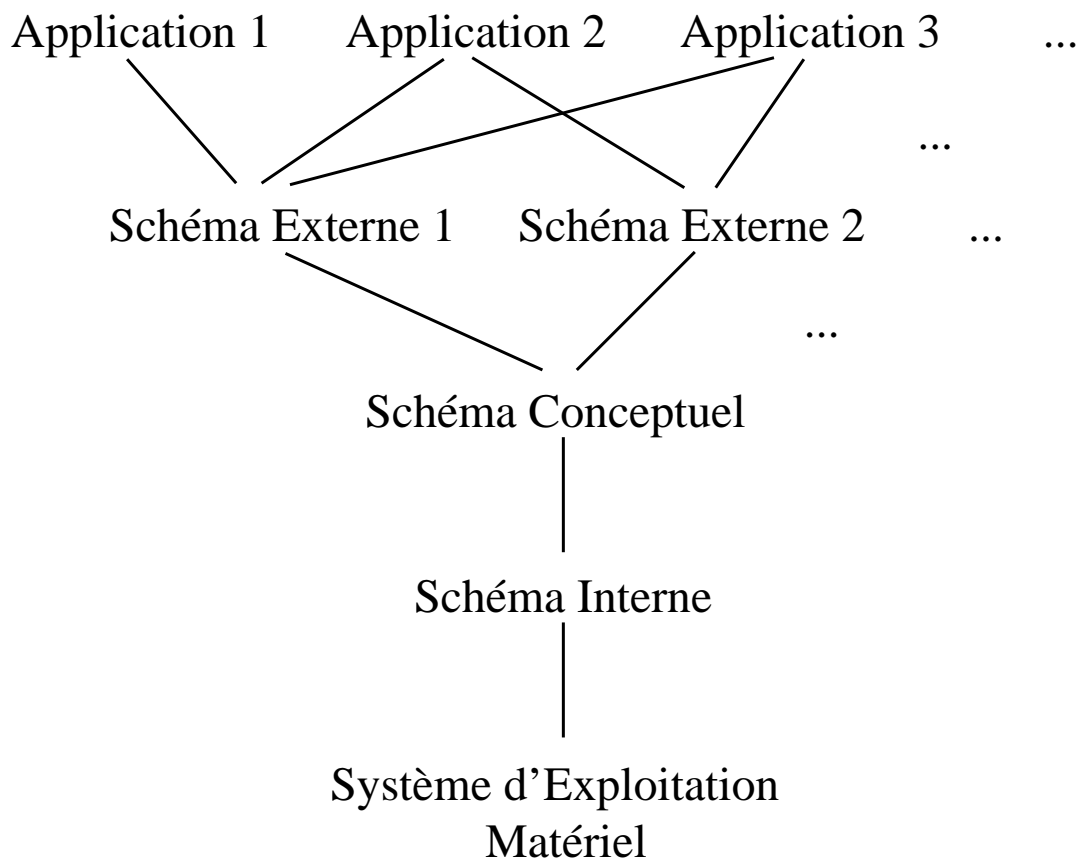 Application 1 Application 2 Application 3 ...
...
Schéma Externe 1 Schéma Externe 2 ...
...
Schéma Conceptuel
Schéma Interne
Système d’Exploitation
Matériel